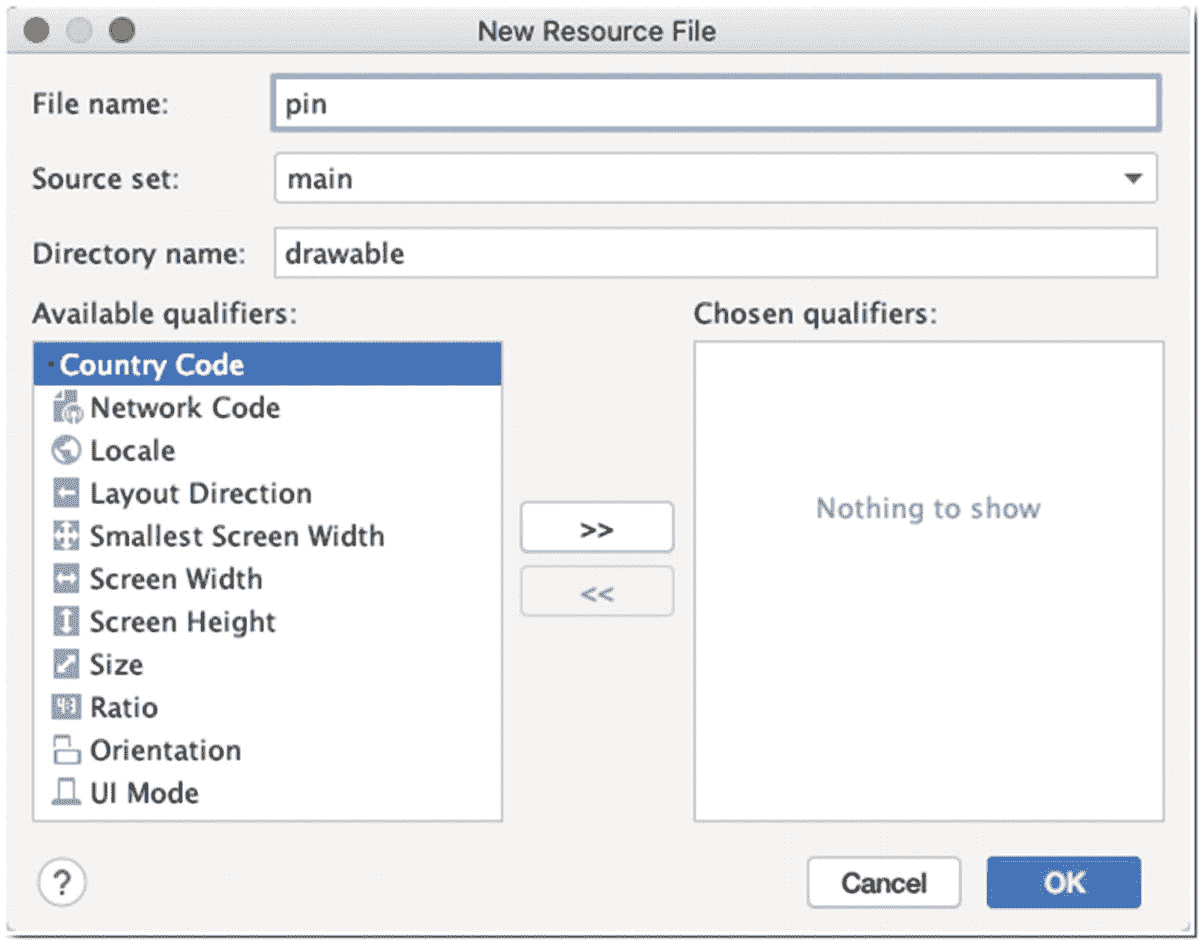 New Resource File
File name: pin
Source set: main
Directory name: drawable
Available qualifiers: Chosen qualifiers:
Country Code
Network Code
Locale
Layout Direction
Smallest Screen Width
Screen Width
Screen Height
Size
Ratio
Orientation
UI Mode
>>
<<
Nothing to show
?
Cancel OK